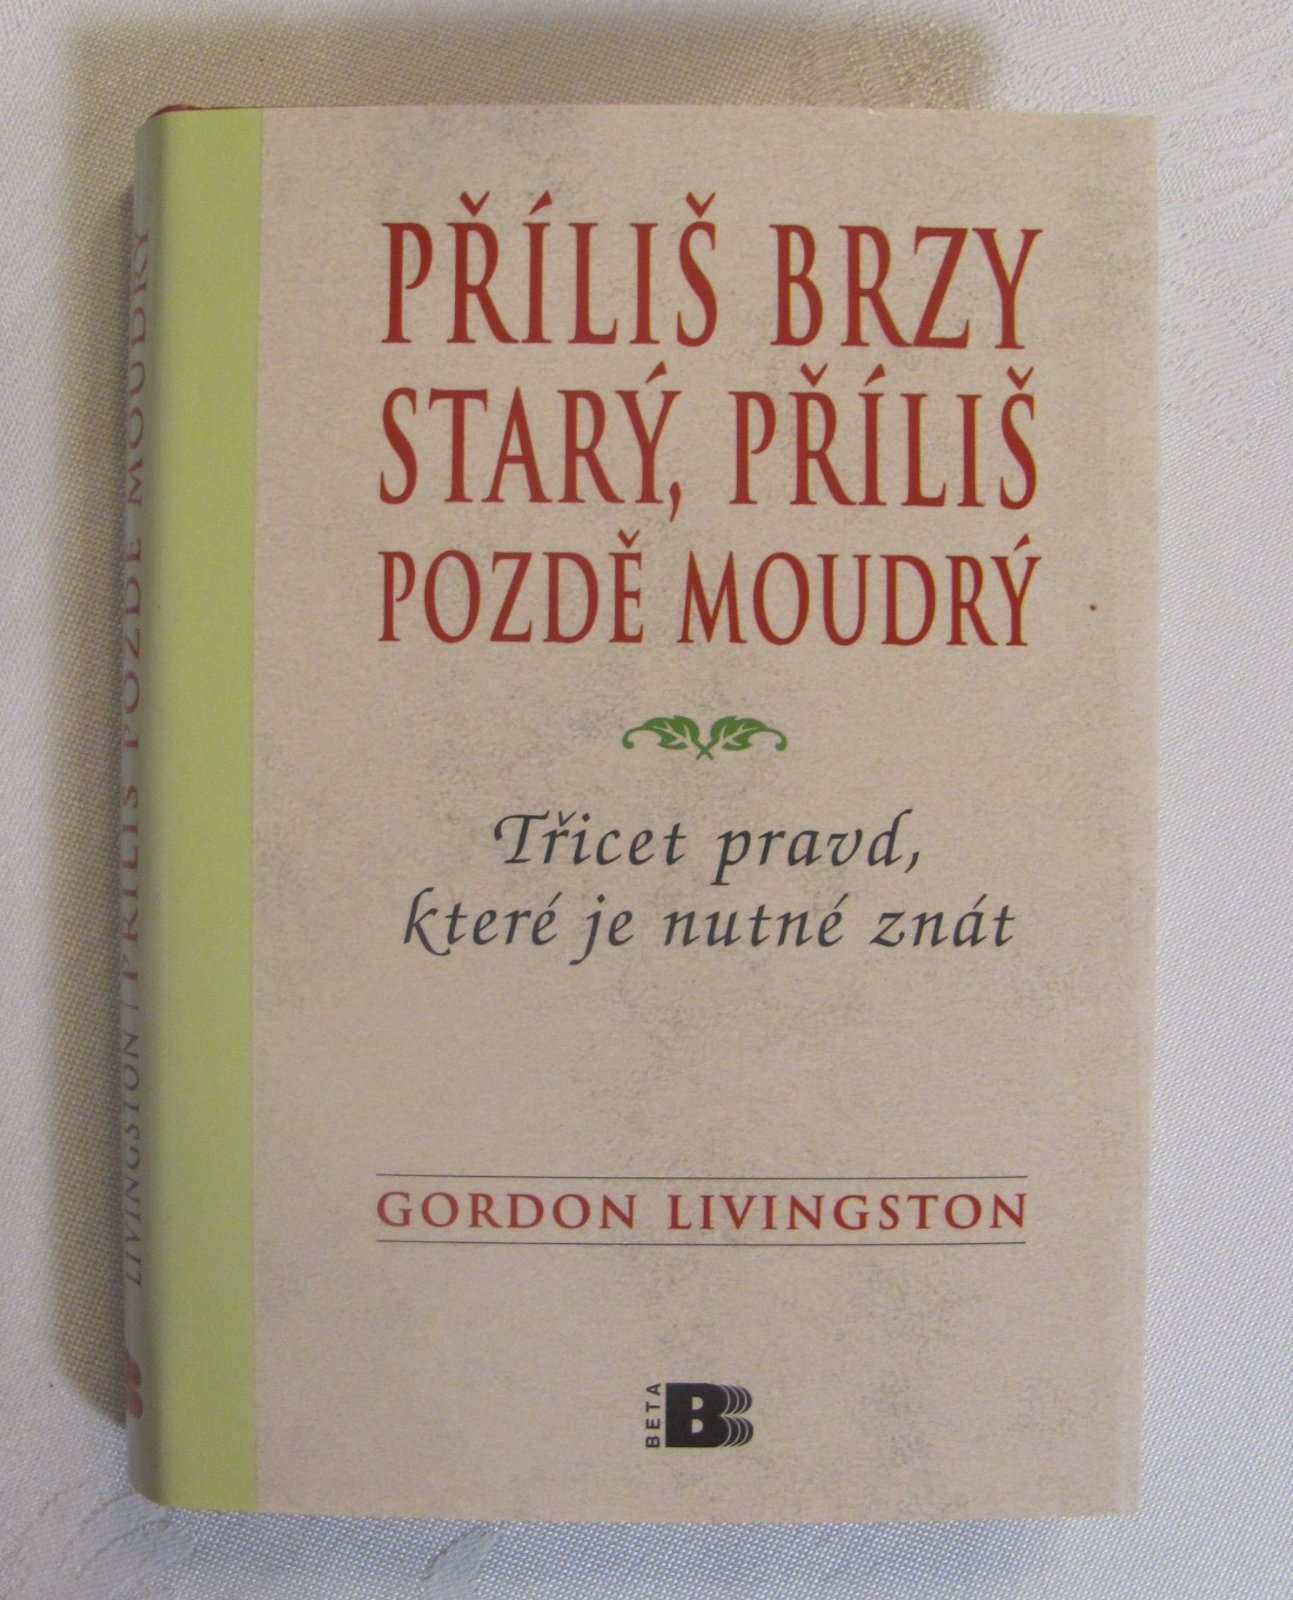 PŘÍLIŠ BRZY
STARÝ, PŘÍLIŠ
POZDĚ MOUDRÝ
Třicet pravd,
které je nutné znát
GORDON LIVINGSTON
BETA B
LIVINGSTON / PŘÍLIŠ POZDĚ MOUDRÝ